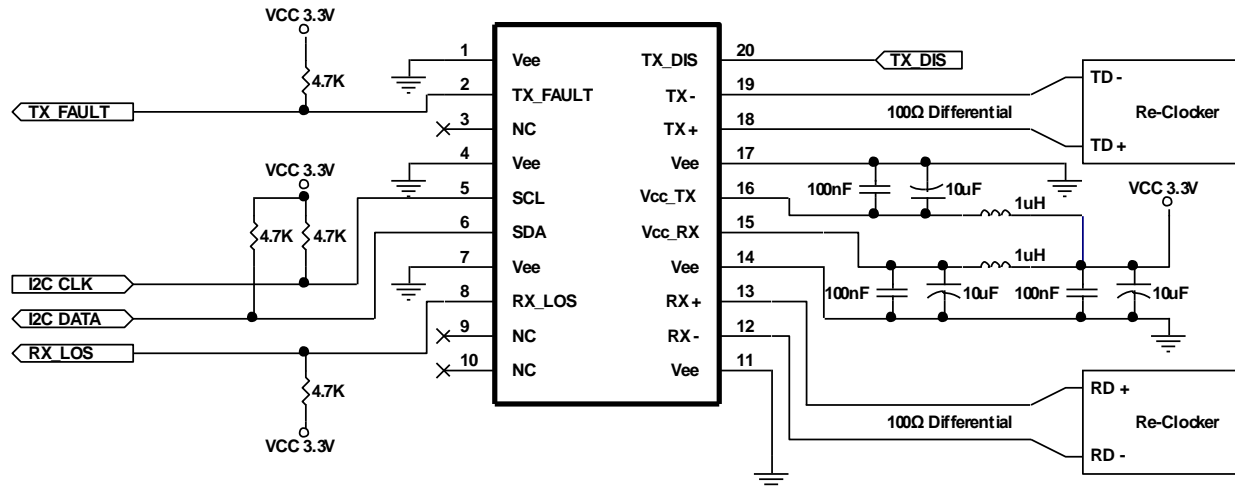 VCC 3.3V
4.7K
TX_FAULT
VCC 3.3V
4.7K
4.7K
I2C CLK
I2C DATA
RX_LOS
4.7K
VCC 3.3V
1
2
3
4
5
6
7
8
9
10
Vee
TX_FAULT
NC
Vee
SCL
SDA
Vee
RX_LOS
NC
NC
TX_DIS
TX-
TX+
Vee
Vcc_TX
Vcc_RX
Vee
RX+
RX-
Vee
20
19
18
17
16
15
14
13
12
11
TX_DIS
100Ω Differential
TD -
Re-Clocker
TD +
100nF
10uF
1uH
VCC 3.3V
1uH
100nF
10uF
100nF
10uF
100Ω Differential
RD +
Re-Clocker
RD -